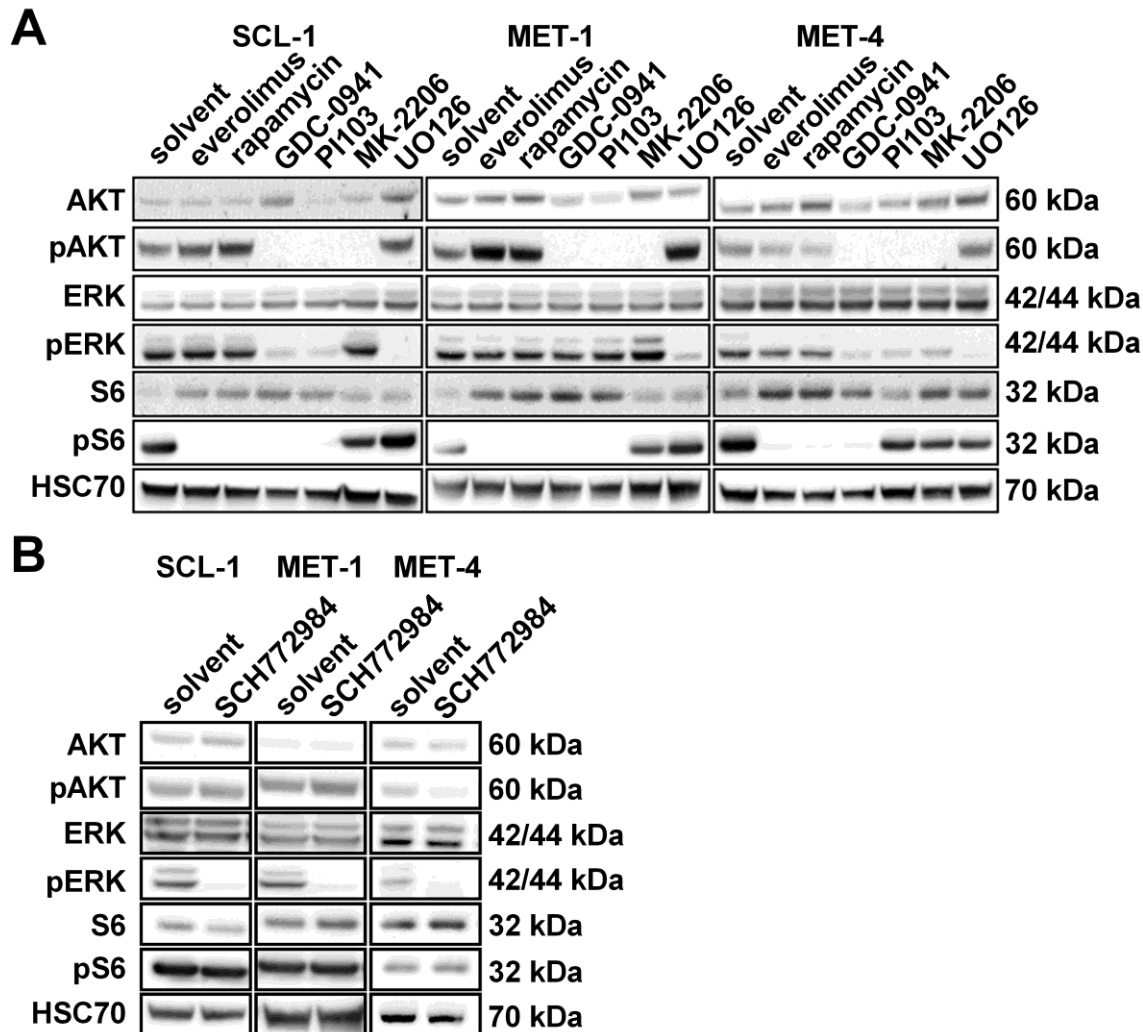 A
SCL-1 MET-1 MET-4
solvent everolimus rapamycin GDC-0941 PI103 MK-2206 UO126 solvent everolimus rapamycin GDC-0941 PI103 MK-2206 UO126 solvent everolimus rapamycin GDC-0941 PI103 MK-2206 UO126
AKT 60 kDa
pAKT 60 kDa
ERK 42/44 kDa
pERK 42/44 kDa
S6 32 kDa
pS6 32 kDa
HSC70 70 kDa
B
SCL-1 MET-1 MET-4
solvent SCH772984 solvent SCH772984 solvent SCH772984
AKT 60 kDa
pAKT 60 kDa
ERK 42/44 kDa
pERK 42/44 kDa
S6 32 kDa
pS6 32 kDa
HSC70 70 kDa